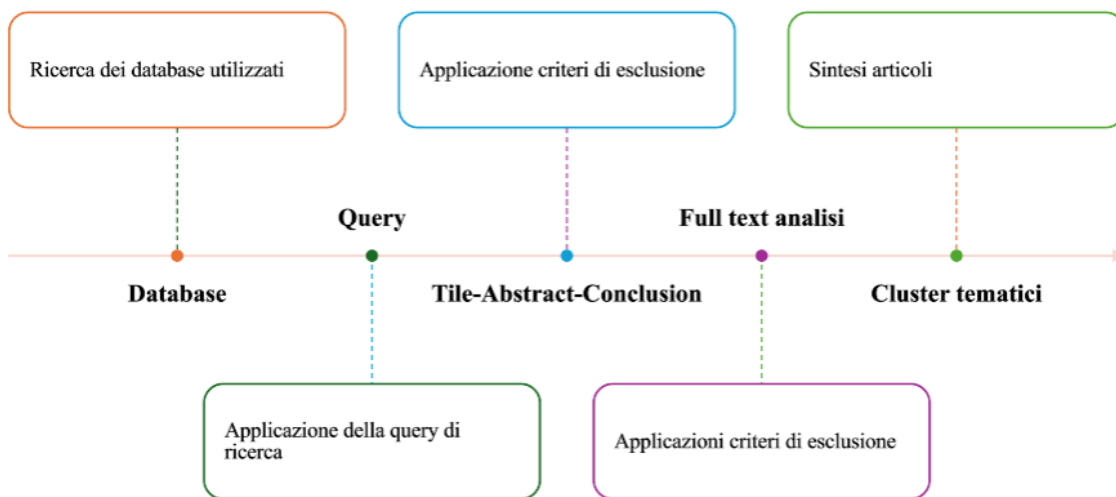 Ricerca dei database utilizzati
Applicazione criteri di esclusione
Sintesi articoli
Query
Full text analisi
Database
Tile-Abstract-Conclusion
Cluster tematici
Applicazione della query di
ricerca
Applicazioni criteri di esclusione